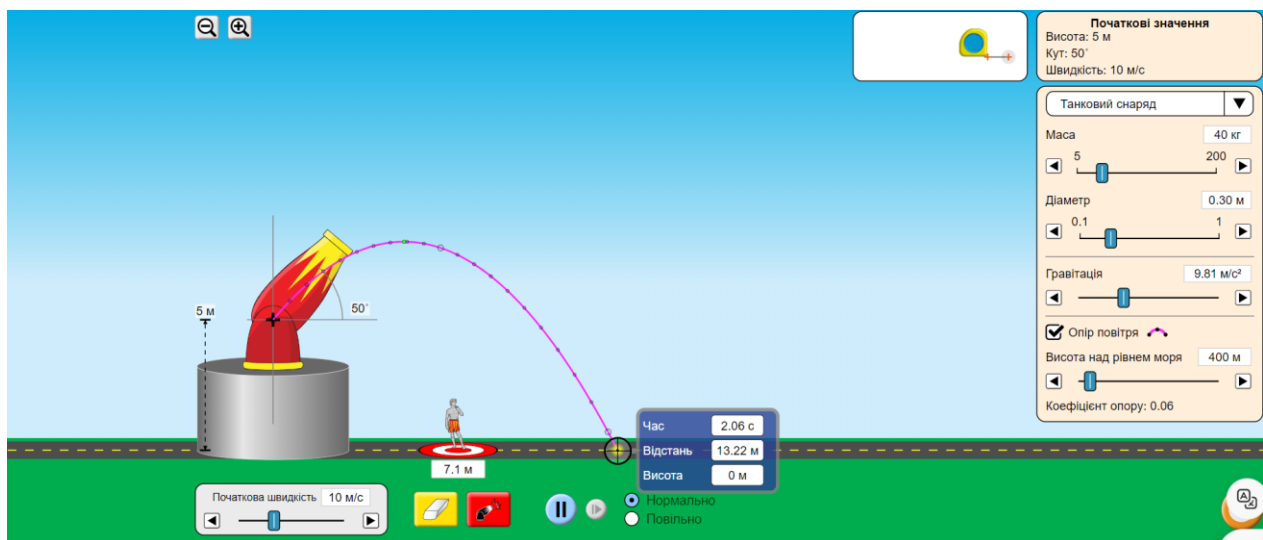 Початкові значення
Висота: 5 м
Кут: 50°
Швидкість: 10 м/с
Танковий снаряд
Маса 40 кг
5 200
Діаметр 0.30 м
0.1 1
Гравітація 9.81 м/с²
Опір повітря
Висота над рівнем моря 400 м
Коефіцієнт опору: 0.06
5 м
50°
Час 2.06 с
Відстань 13.22 м
Висота 0 м
7.1 м
Початкова швидкість 10 м/с
Нормально
Повільно